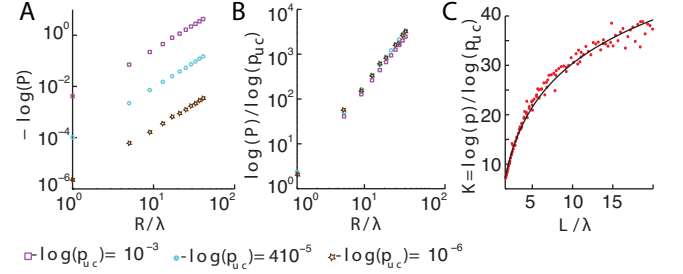 A
B
C
− log(P)
10^0
10^-2
10^-4
10^-6
10^0
10^1
10^2
R/λ
log(P)/log(p_uc)
10^4
10^3
10^2
10^1
10^0
10^0
10^1
10^2
R/λ
K=log(p)/log(p_uc)
40
30
20
10
5
10
15
L/λ
-log(p_uc)= 10^-3
-log(p_uc)= 410^-5
-log(p_uc)= 10^-6